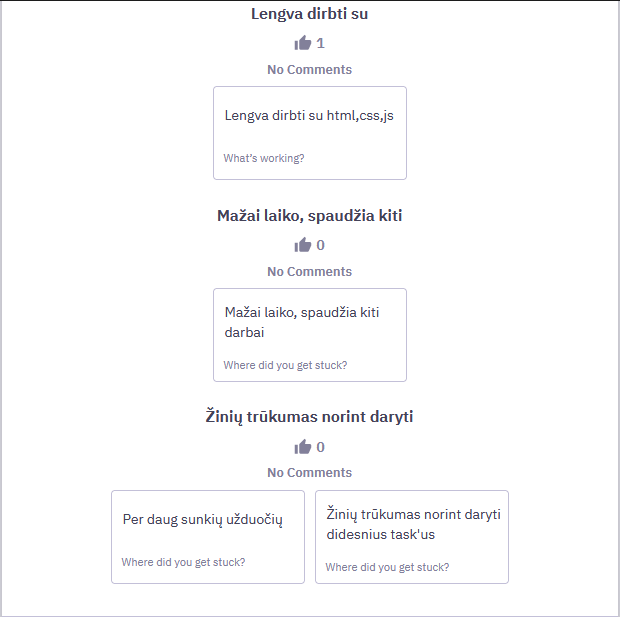 Lengva dirbti su
1
No Comments
Lengva dirbti su html,css,js
What's working?
Mažai laiko, spaudžia kiti
0
No Comments
Mažai laiko, spaudžia kiti
darbai
Where did you get stuck?
Žinių trūkumas norint daryti
0
No Comments
Per daug sunkių užduočių
Where did you get stuck?
Žinių trūkumas norint daryti
didesnius task'us
Where did you get stuck?